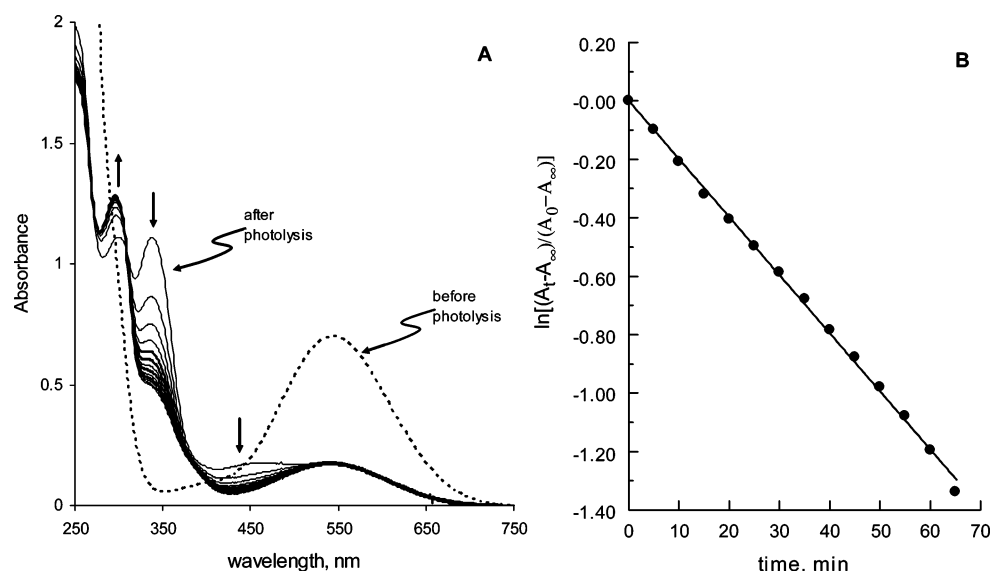 A
2
1.5
1
0.5
0
Absorbance
after
photolysis
before
photolysis
250
350
450
550
650
750
wavelength, nm
B
0.20
-0.00
-0.20
-0.40
-0.60
-0.80
-1.00
-1.20
-1.40
ln[(At-A∞)/(A0–A∞)]
0
10
20
30
40
50
60
70
time, min